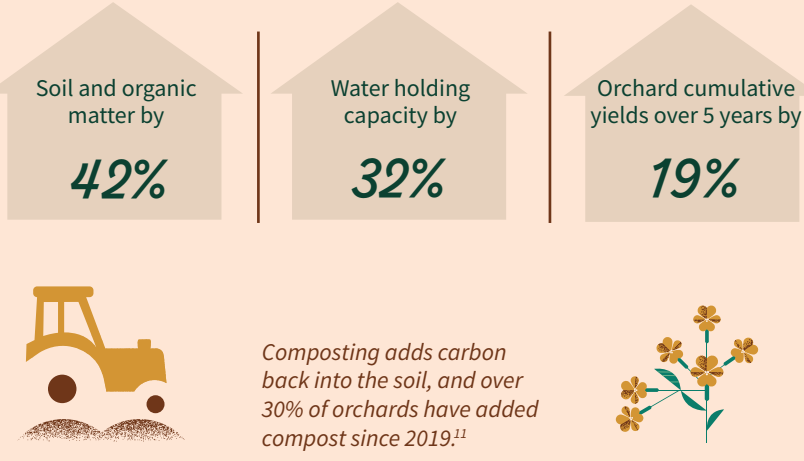 Soil and organic
matter by
42%
Water holding
capacity by
32%
Orchard cumulative
yields over 5 years by
19%
Composting adds carbon
back into the soil, and over
30% of orchards have added
compost since 2019.11